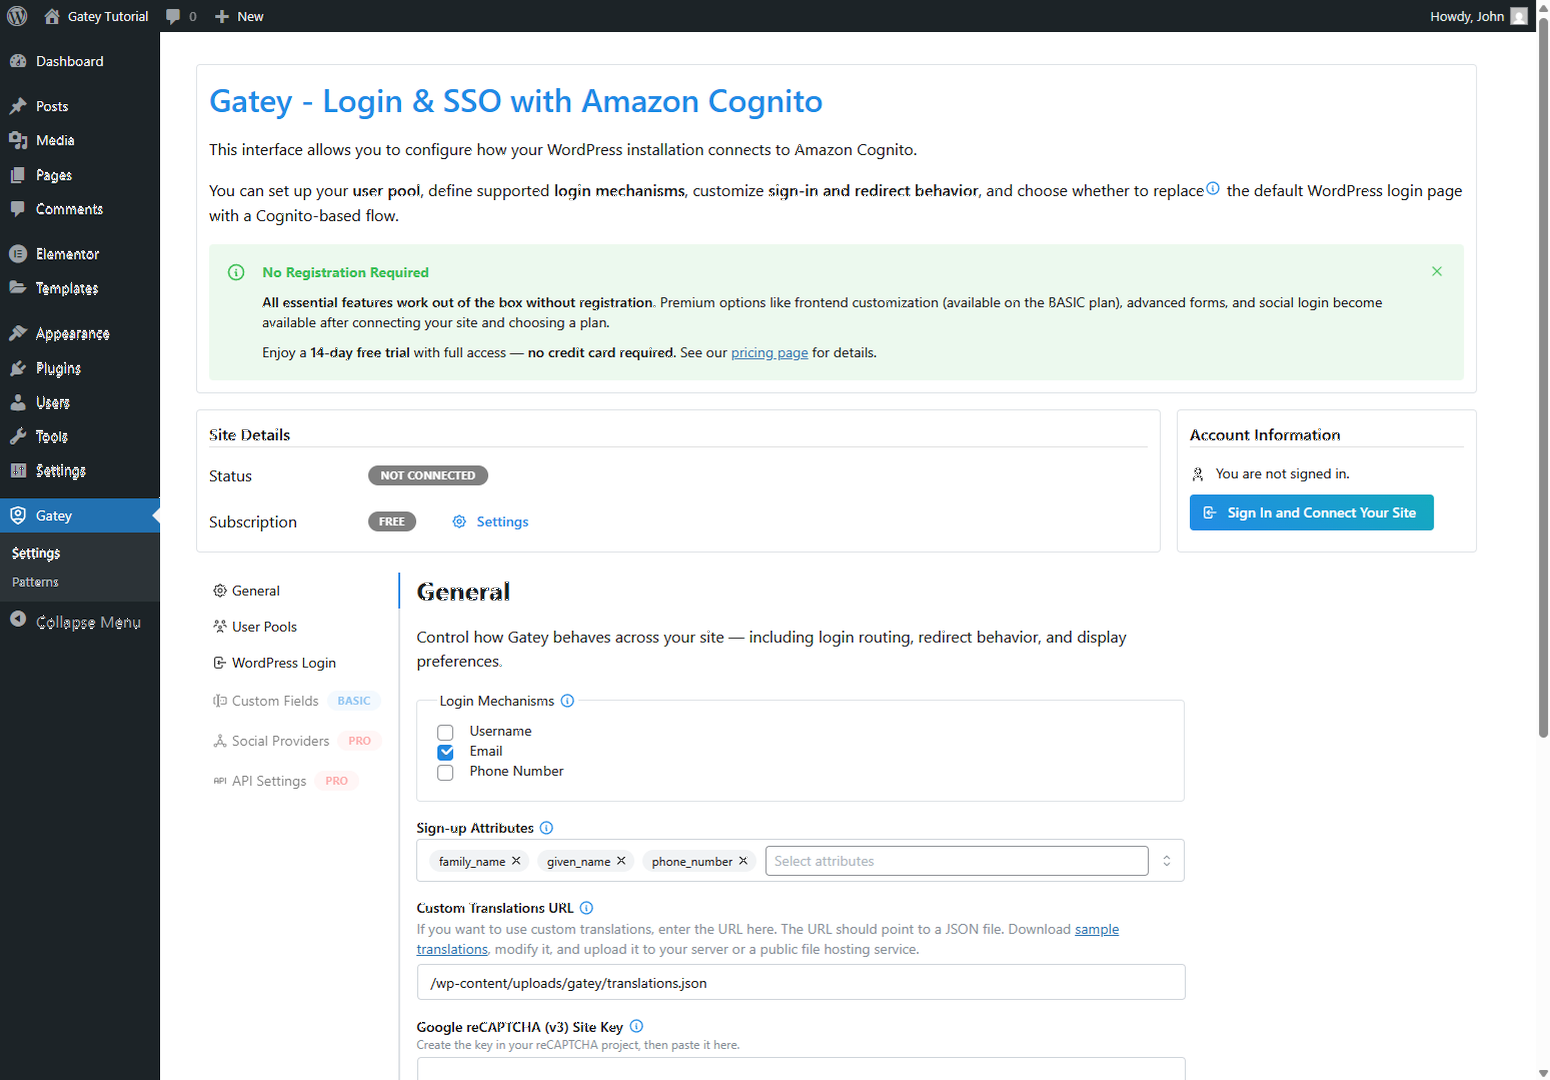 Gatey Tutorial
0
New
Howdy, John
Dashboard
Posts
Media
Pages
Comments
Elementor
Templates
Appearance
Plugins
Users
Tools
Settings
Gatey
Settings
Patterns
Collapse Menu
Gatey - Login & SSO with Amazon Cognito
This interface allows you to configure how your WordPress installation connects to Amazon Cognito.
You can set up your user pool, define supported login mechanisms, customize sign-in and redirect behavior, and choose whether to replace the default WordPress login page
with a Cognito-based flow.
No Registration Required
All essential features work out of the box without registration. Premium options like frontend customization (available on the BASIC plan), advanced forms, and social login become
available after connecting your site and choosing a plan.
Enjoy a 14-day free trial with full access — no credit card required. See our pricing page for details.
Site Details
Status
NOT CONNECTED
Subscription
FREE
Settings
Account Information
You are not signed in.
Sign In and Connect Your Site
General
User Pools
WordPress Login
Custom Fields
BASIC
Social Providers
PRO
API
API Settings
PRO
General
Control how Gatey behaves across your site — including login routing, redirect behavior, and display
preferences.
Login Mechanisms
Username
Email
Phone Number
Sign-up Attributes
family_name
given_name
phone_number
Select attributes
Custom Translations URL
If you want to use custom translations, enter the URL here. The URL should point to a JSON file. Download sample
translations, modify it, and upload it to your server or a public file hosting service.
/wp-content/uploads/gatey/translations.json
Google reCAPTCHA (v3) Site Key
Create the key in your reCAPTCHA project, then paste it here.